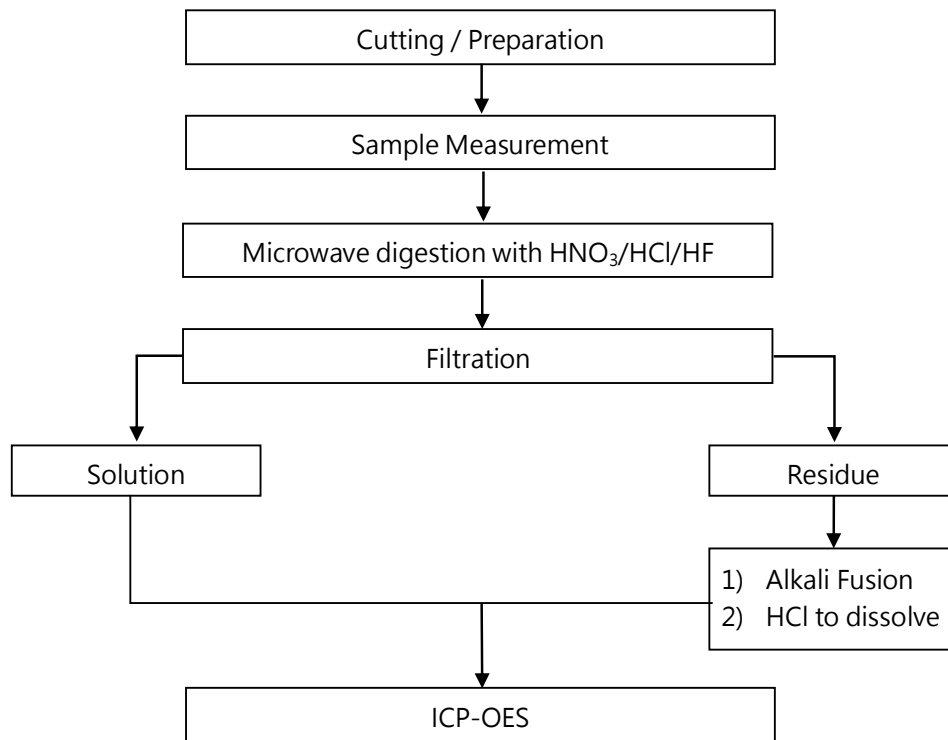 Cutting / Preparation
Sample Measurement
Microwave digestion with HNO₃/HCl/HF
Filtration
Solution
Residue
1) Alkali Fusion
2) HCl to dissolve
ICP-OES